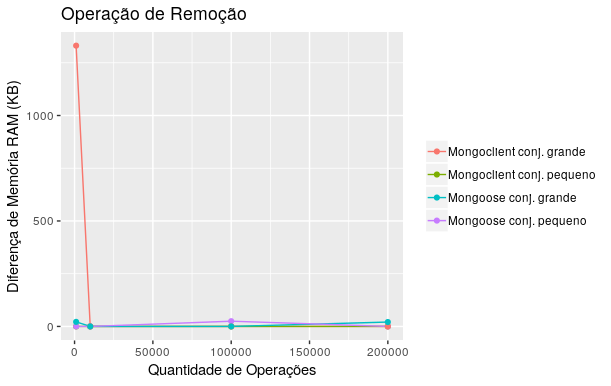 Operação de Remoção
Diferença de Memória RAM (KB)
1000
500
0
0
50000
100000
150000
200000
Quantidade de Operações
Mongoclient conj. grande
Mongoclient conj. pequeno
Mongoose conj. grande
Mongoose conj. pequeno